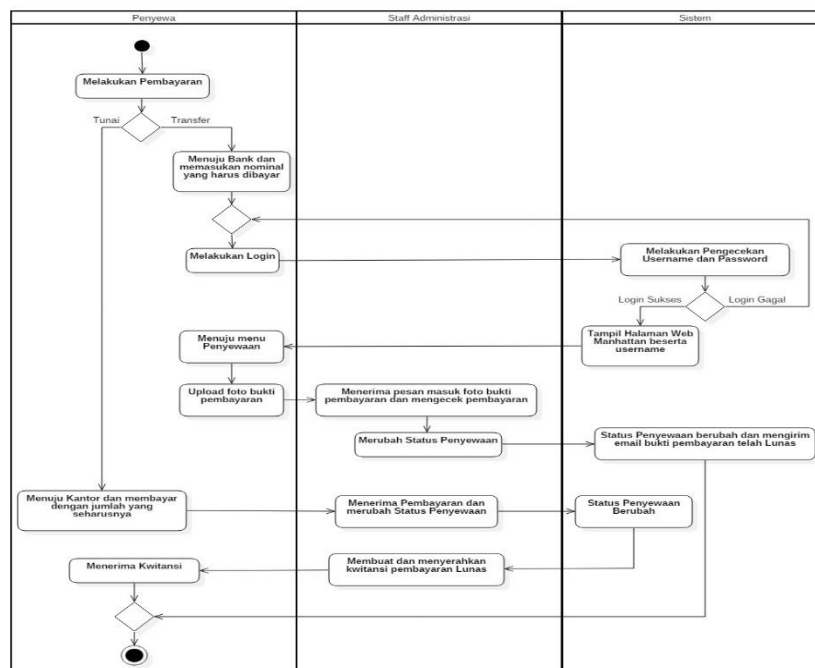 Penyewa
Staff Administrasi
Sistem
Melakukan Pembayaran
Tunai
Transfer
Menuju Bank dan
memasukan nominal
yang harus dibayar
Melakukan Login
Melakukan Pengecekan
Username dan Password
Login Sukses
Login Gagal
Tampil Halaman Web
Manhattan beserta
username
Menuju menu
Penyewaan
Upload foto bukti
pembayaran
Menerima pesan masuk foto bukti
pembayaran dan mengecek pembayaran
Merubah Status Penyewaan
Status Penyewaan berubah dan mengirim
email bukti pembayaran telah Lunas
Menuju Kantor dan membayar
dengan jumlah yang
seharusnya
Menerima Pembayaran dan
merubah Status Penyewaan
Status Penyewaan
Berubah
Membuat dan menyerahkan
kwitansi pembayaran Lunas
Menerima Kwitansi